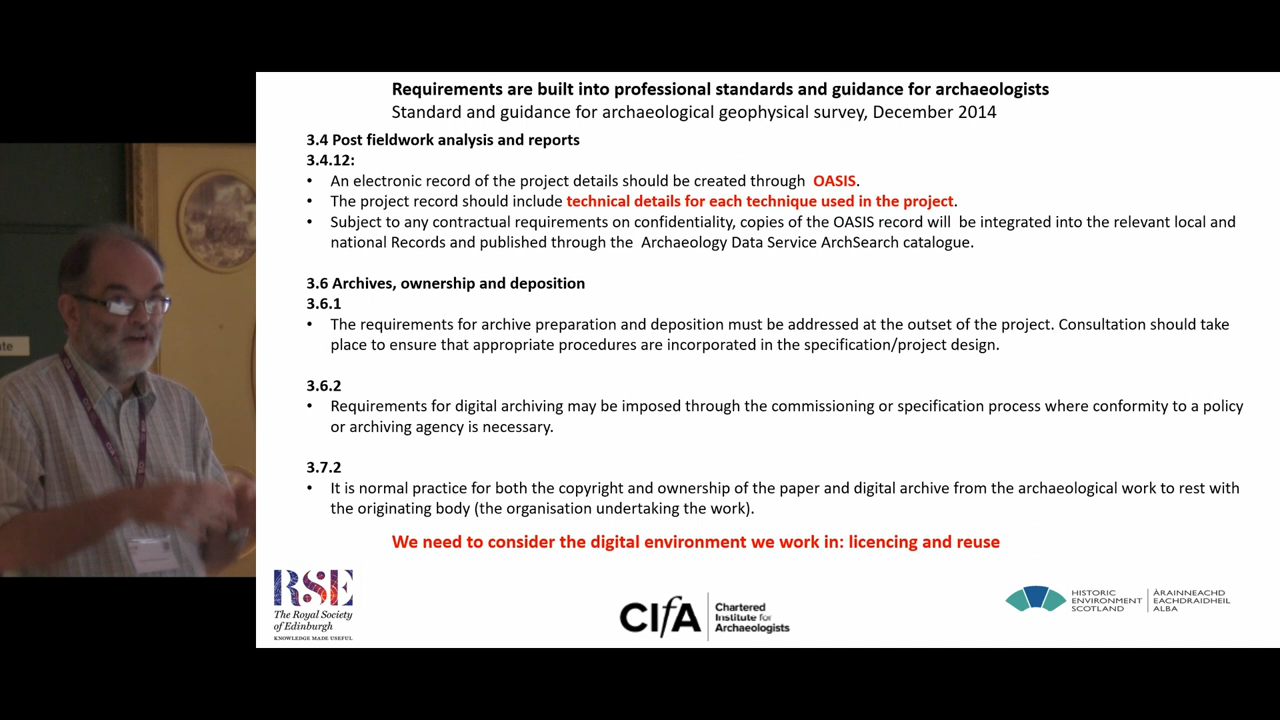 Requirements are built into professional standards and guidance for archaeologists
Standard and guidance for archaeological geophysical survey, December 2014
3.4 Post fieldwork analysis and reports
3.4.12:
• An electronic record of the project details should be created through OASIS.
• The project record should include technical details for each technique used in the project.
• Subject to any contractual requirements on confidentiality, copies of the OASIS record will be integrated into the relevant local and
national Records and published through the Archaeology Data Service ArchSearch catalogue.
3.6 Archives, ownership and deposition
3.6.1
• The requirements for archive preparation and deposition must be addressed at the outset of the project. Consultation should take
place to ensure that appropriate procedures are incorporated in the specification/project design.
3.6.2
• Requirements for digital archiving may be imposed through the commissioning or specification process where conformity to a policy
or archiving agency is necessary.
3.7.2
• It is normal practice for both the copyright and ownership of the paper and digital archive from the archaeological work to rest with
the originating body (the organisation undertaking the work).
We need to consider the digital environment we work in: licencing and reuse
RSE
The Royal Society
of Edinburgh
KNOWLEDGE MADE USEFUL
CIfA
Chartered
Institute for
Archaeologists
HISTORIC
ENVIRONMENT
SCOTLAND
ÀRAINNEACHD
EACHDRAIDHEIL
ALBA